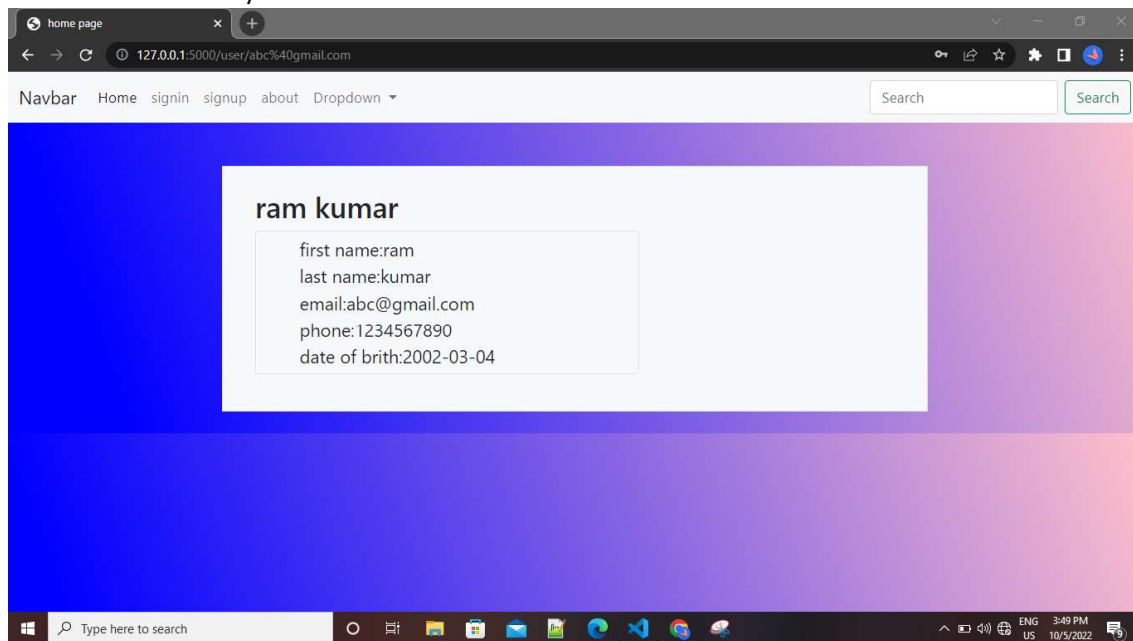 home page
127.0.0.1:5000/user/abc%40gmail.com
Navbar Home signin signup about Dropdown Search Search
ram kumar
first name:ram
last name:kumar
email:abc@gmail.com
phone:1234567890
date of brith:2002-03-04
Type here to search ENG 3:49 PM
US 10/5/2022